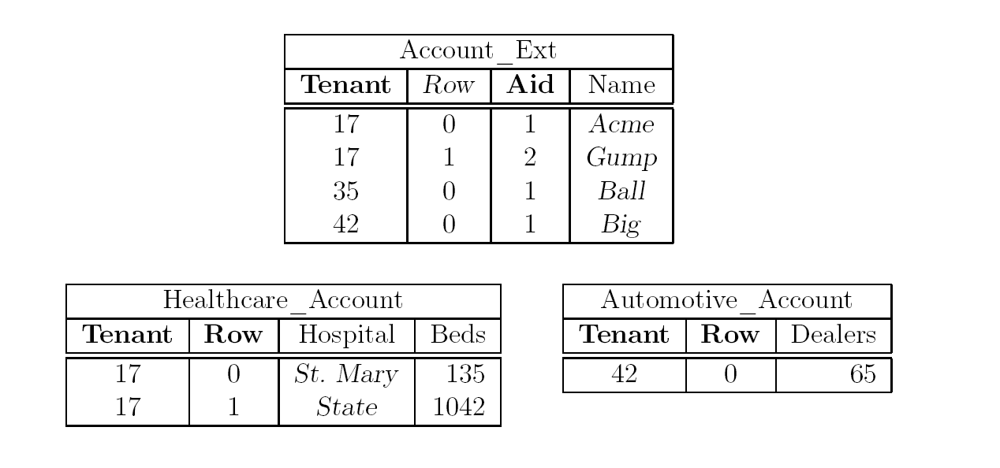 Account_Ext
Tenant Row Aid Name
17 0 1 Acme
17 1 2 Gump
35 0 1 Ball
42 0 1 Big
Healthcare_Account
Tenant Row Hospital Beds
17 0 St. Mary 135
17 1 State 1042
Automotive_Account
Tenant Row Dealers
42 0 65